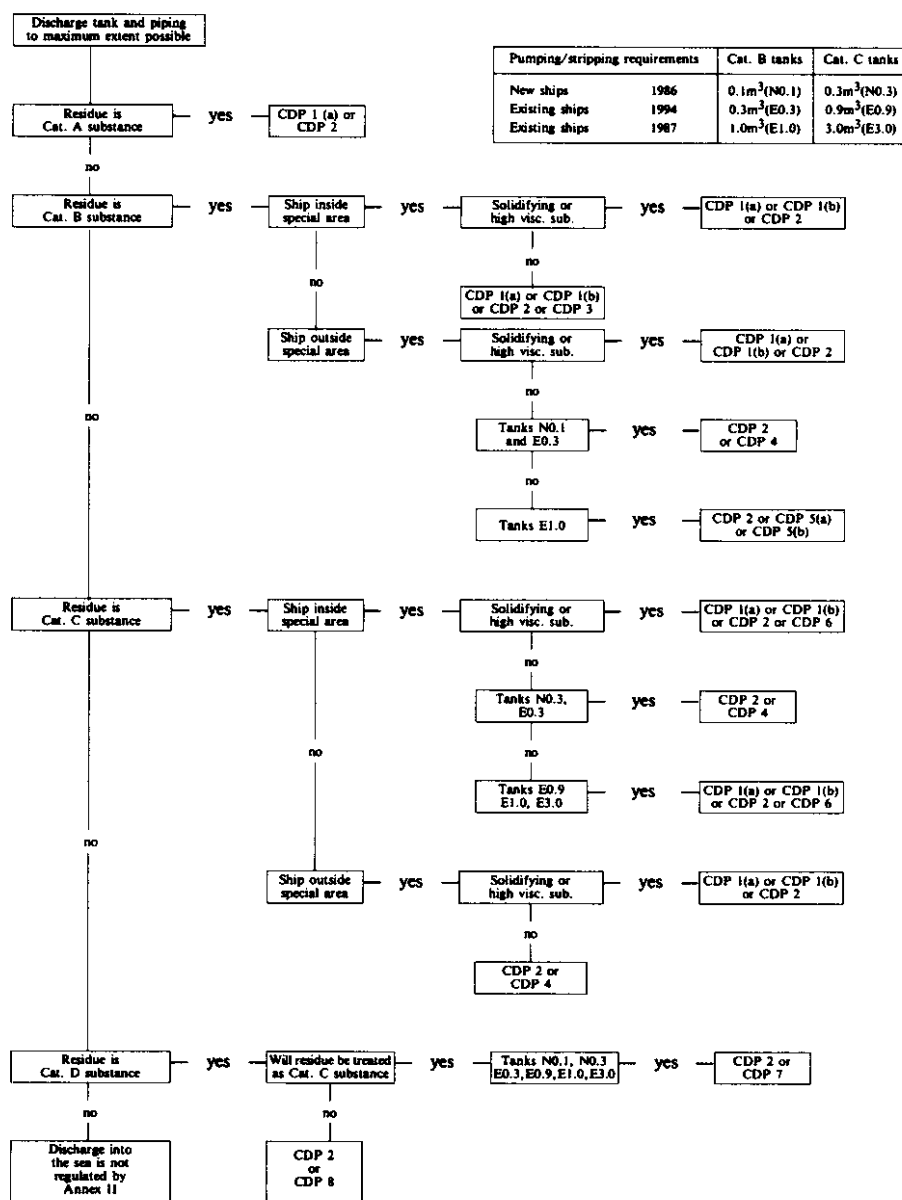 Discharge tank and piping
to maximum extent possible
Pumping/stripping requirements Cat. B tanks Cat. C tanks
New ships 1986 0.1m³(N0.1) 0.3m³(N0.3)
Existing ships 1994 0.3m³(E0.3) 0.9m³(E0.9)
Existing ships 1987 1.0m³(E1.0) 3.0m³(E3.0)
Residue is
Cat. A substance
yes
CDP 1 (a) or
CDP 2
no
Residue is
Cat. B substance
yes
Ship inside
special area
yes
Solidifying or
high visc. sub.
yes
CDP 1(a) or CDP 1(b)
or CDP 2
no
no
CDP 1(a) or CDP 1(b)
or CDP 2 or CDP 3
Ship outside
special area
yes
Solidifying or
high visc. sub.
yes
CDP 1(a) or
CDP 1(b) or CDP 2
no
no
Tanks N0.1
and E0.3
yes
CDP 2
or CDP 4
no
Tanks E1.0
yes
CDP 2 or CDP 5(a)
or CDP 5(b)
Residue is
Cat. C substance
yes
Ship inside
special area
yes
Solidifying or
high visc. sub.
yes
CDP 1(a) or CDP 1(b)
or CDP 2 or CDP 6
no
Tanks N0.3,
E0.3
yes
CDP 2 or
CDP 4
no
no
no
Tanks E0.9
E1.0, E3.0
yes
CDP 1(a) or CDP 1(b)
or CDP 2 or CDP 6
Ship outside
special area
yes
Solidifying or
high visc. sub.
yes
CDP 1(a) or CDP 1(b)
or CDP 2
no
CDP 2 or
CDP 4
Residue is
Cat. D substance
yes
Will residue be treated
as Cat. C substance
yes
Tanks N0.1, N0.3
E0.3,E0.9,E1.0,E3.0
yes
CDP 2 or
CDP 7
no
no
Discharge into
the sea is not
regulated by
Annex II
CDP 2
or
CDP 8